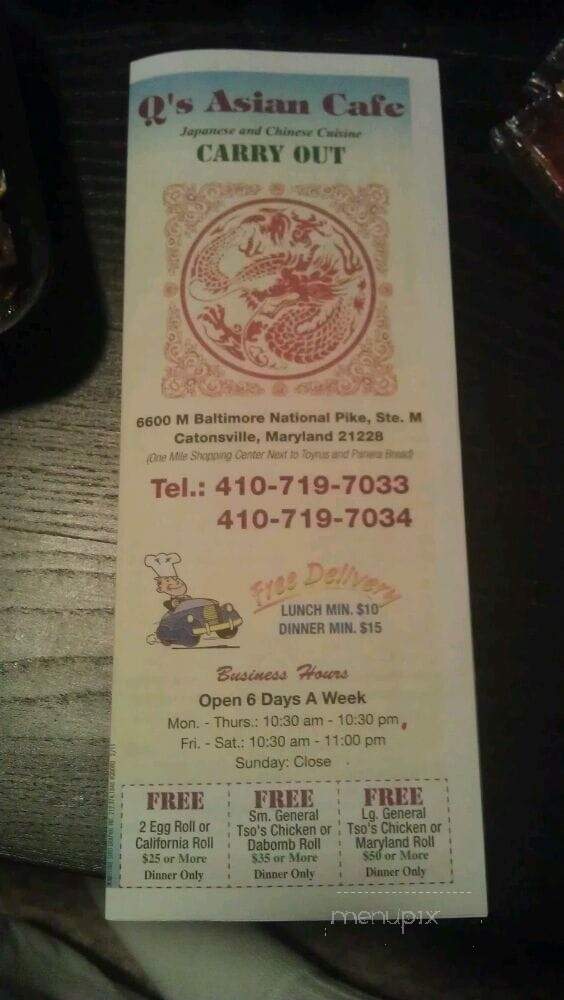 Q's Asian Cafe
Japanese and Chinese Cuisine
CARRY OUT
6600 M Baltimore National Pike, Ste. M
Catonsville, Maryland 21228
(One Mile Shopping Center Next to Toyrus and Panera Bread)
Tel.: 410-719-7033
410-719-7034
Free Delivery
LUNCH MIN. $10
DINNER MIN. $15
Business Hours
Open 6 Days A Week
Mon. - Thurs.: 10:30 am - 10:30 pm
Fri. - Sat.: 10:30 am - 11:00 pm
Sunday: Close
FREE
2 Egg Roll or
California Roll
$25 or More
Dinner Only
FREE
Sm. General
Tso's Chicken or
Dabomb Roll
$35 or More
Dinner Only
FREE
Lg. General
Tso's Chicken or
Maryland Roll
$50 or More
Dinner Only
menupix